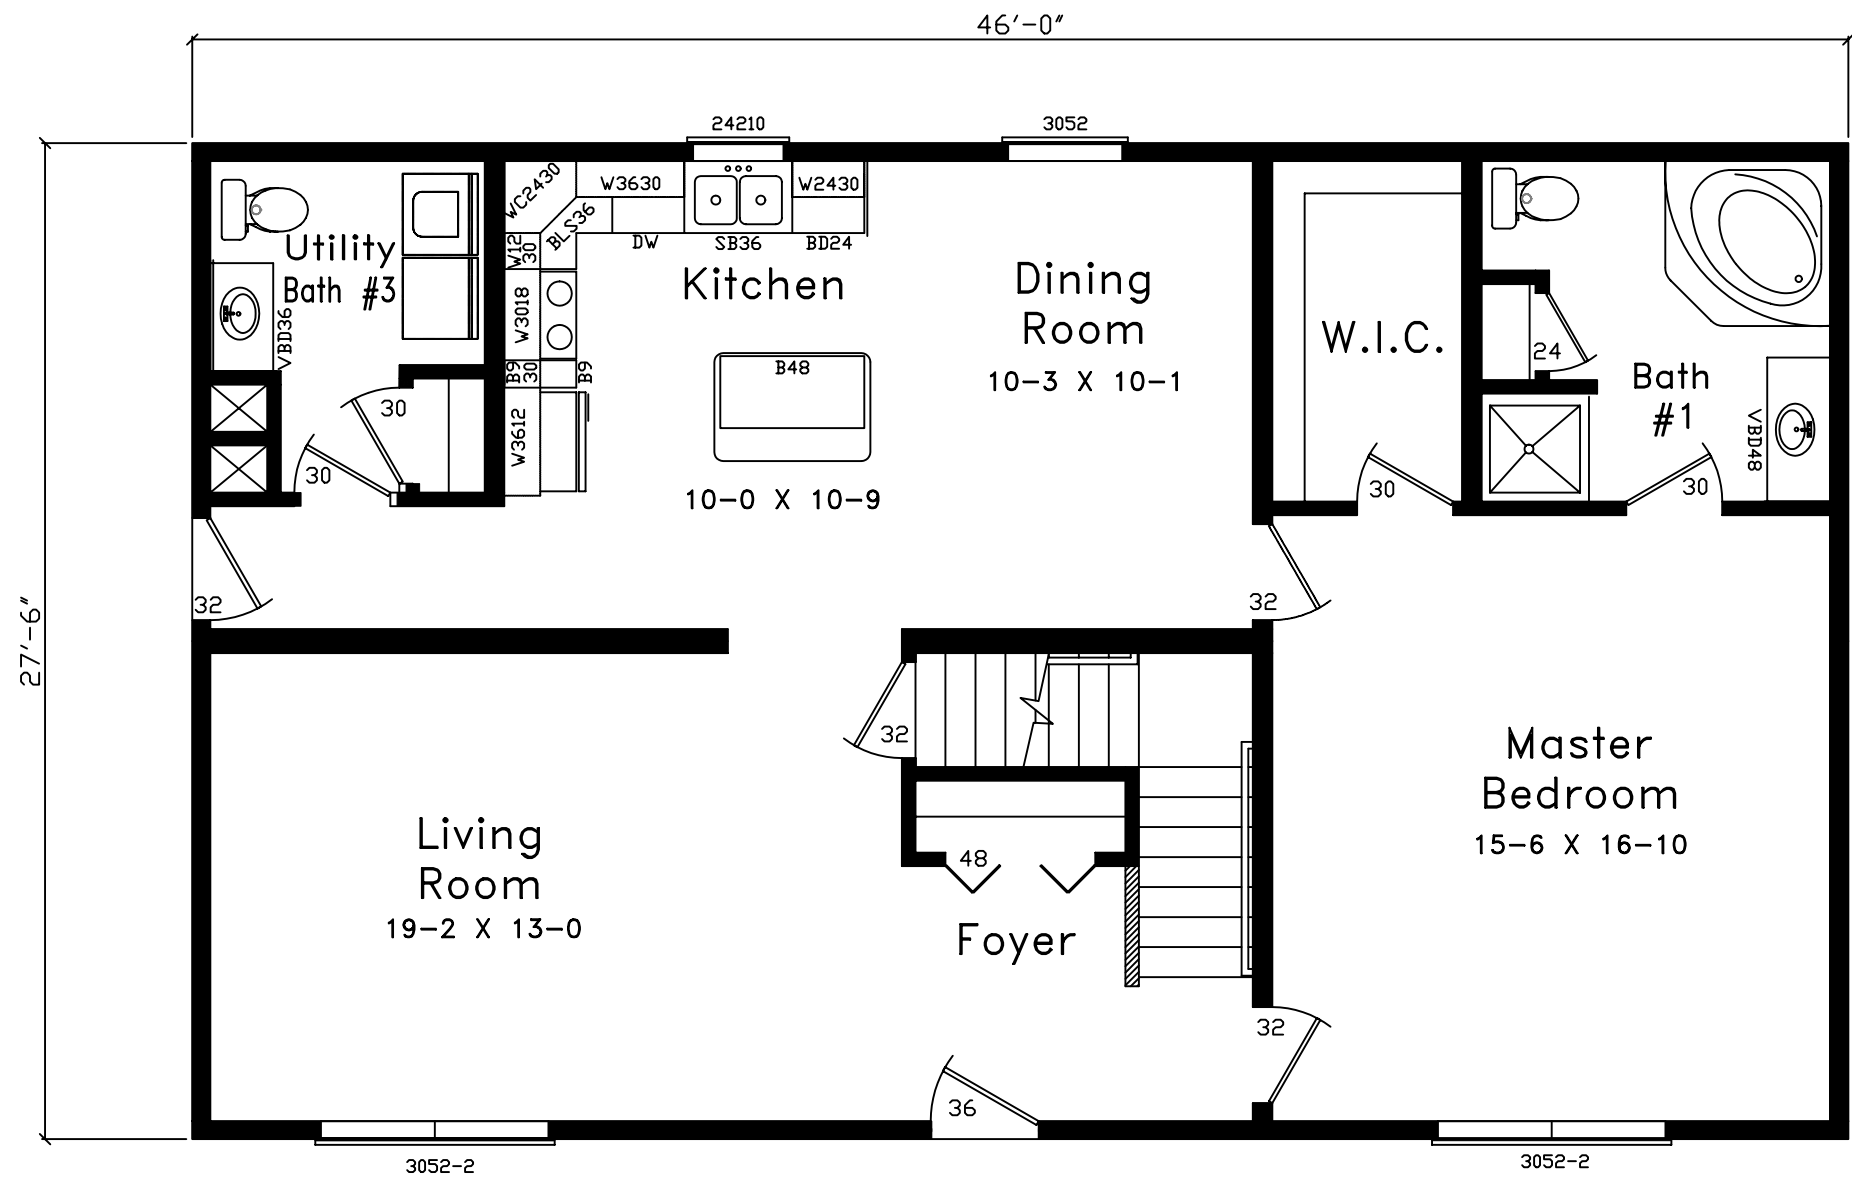 46'-0"
24210
3052
WC2430
W3630
W2430
BLS36
W12
30
DW
SB36
BD24
Utility
Bath #3
VBD36
Kitchen
W3018
B9
30
B9
W3612
B48
10-0 X 10-9
Dining
Room
10-3 X 10-1
W.I.C.
24
Bath
#1
VBD48
30
30
30
30
32
32
27'-6"
32
48
Living
Room
19-2 X 13-0
Foyer
Master
Bedroom
15-6 X 16-10
32
36
3052-2
3052-2